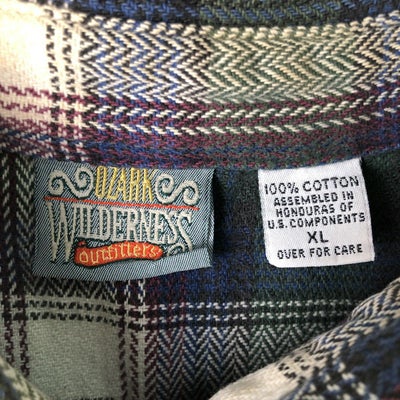 OZARK
WILDERNESS
outfitters
100% COTTON
ASSEMBLED IN
HONDURAS OF
U.S. COMPONENTS
XL
OVER FOR CARE